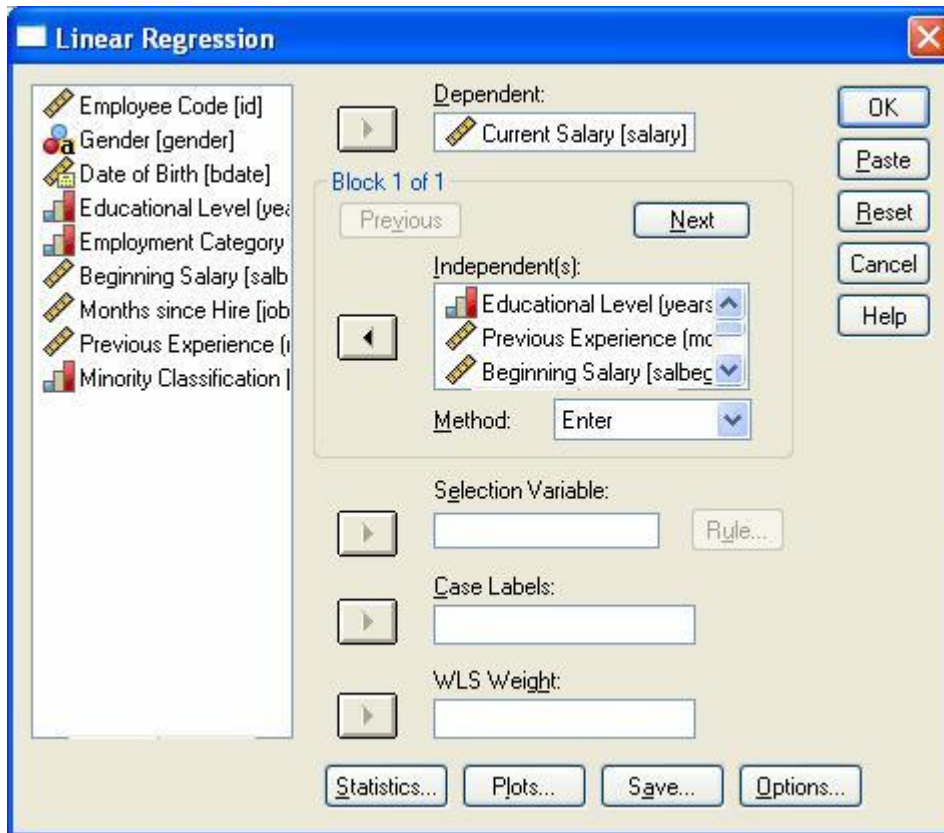 Linear Regression
Employee Code [id]
Gender [gender]
Date of Birth [bdate]
Educational Level (yea
Employment Category
Beginning Salary [salb
Months since Hire [job
Previous Experience (
Minority Classification [
Dependent:
Current Salary [salary]
Block 1 of 1
Previous
Next
Independent(s):
Educational Level (years
Previous Experience (mo
Beginning Salary [salbeg
Method:
Enter
Selection Variable:
Rule...
Case Labels:
WLS Weight:
Statistics...
Plots...
Save...
Options...
OK
Paste
Reset
Cancel
Help